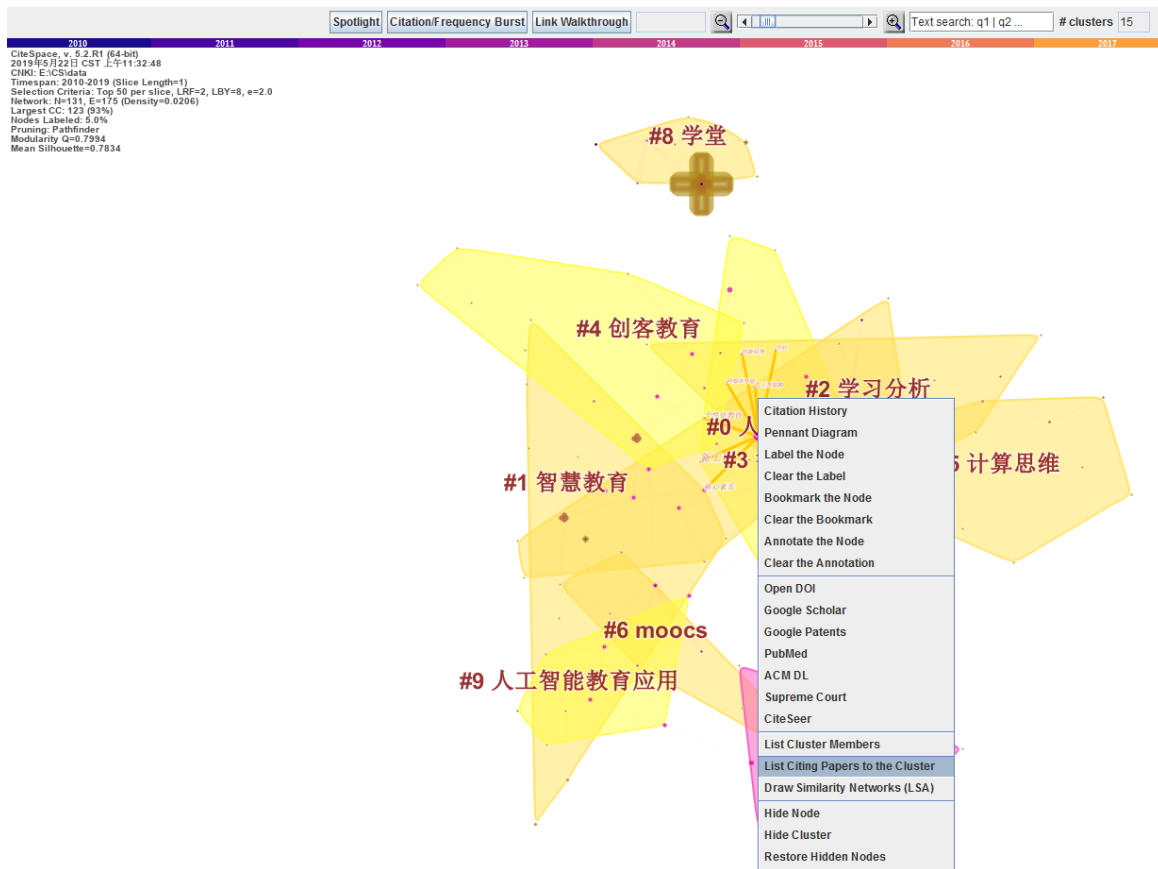 Spotlight Citation/Frequency Burst Link Walkthrough Text search: q1 | q2 ... # clusters 15
2010 2011 2012 2013 2014 2015 2016 2017
CiteSpace, v. 5.2.R1 (64-bit)
2019年5月22日 CST 上午11:32:48
CNKI: E:\CS\data
Timespan: 2010-2019 (Slice Length=1)
Selection Criteria: Top 50 per slice, LRF=2, LBY=8, e=2.0
Network: N=131, E=175 (Density=0.0206)
Largest CC: 123 (93%)
Nodes Labeled: 5.0%
Pruning: Pathfinder
Modularity Q=0.7994
Mean Silhouette=0.7834
#8 学堂
#4 创客教育
#2 学习分析
#0 人
#3
5 计算思维
#1 智慧教育
核心素养
#6 moocs
#9 人工智能教育应用
Citation History
Pennant Diagram
Label the Node
Clear the Label
Bookmark the Node
Clear the Bookmark
Annotate the Node
Clear the Annotation
Open DOI
Google Scholar
Google Patents
PubMed
ACM DL
Supreme Court
CiteSeer
List Cluster Members
List Citing Papers to the Cluster
Draw Similarity Networks (LSA)
Hide Node
Hide Cluster
Restore Hidden Nodes